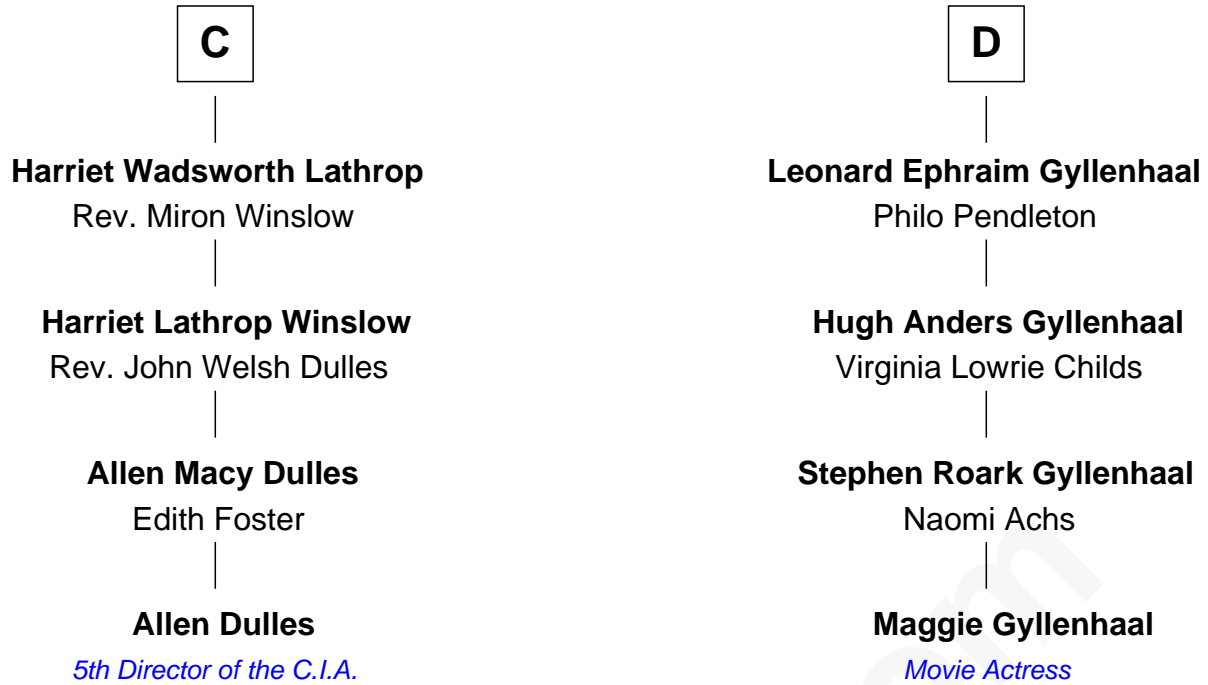 C
Harriet Wadsworth Lathrop
Rev. Miron Winslow
Harriet Lathrop Winslow
Rev. John Welsh Dulles
Allen Macy Dulles
Edith Foster
Allen Dulles
5th Director of the C.I.A.
D
Leonard Ephraim Gyllenhaal
Philo Pendleton
Hugh Anders Gyllenhaal
Virginia Lowrie Childs
Stephen Roark Gyllenhaal
Naomi Achs
Maggie Gyllenhaal
Movie Actress
om